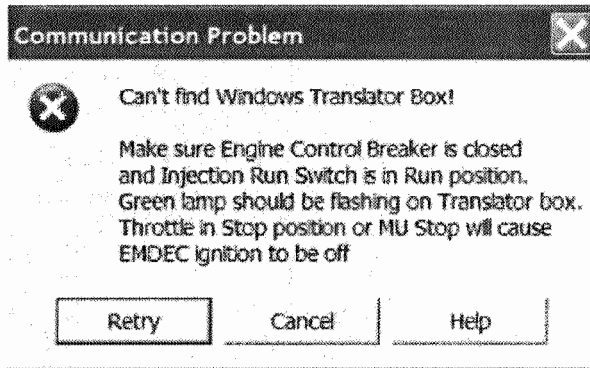 Communication Problem
Can't find Windows Translator Box!
Make sure Engine Control Breaker is closed
and Injection Run Switch is in Run position.
Green lamp should be flashing on Translator box.
Throttle in Stop position or MU Stop will cause
EMDEC ignition to be off
Retry Cancel Help